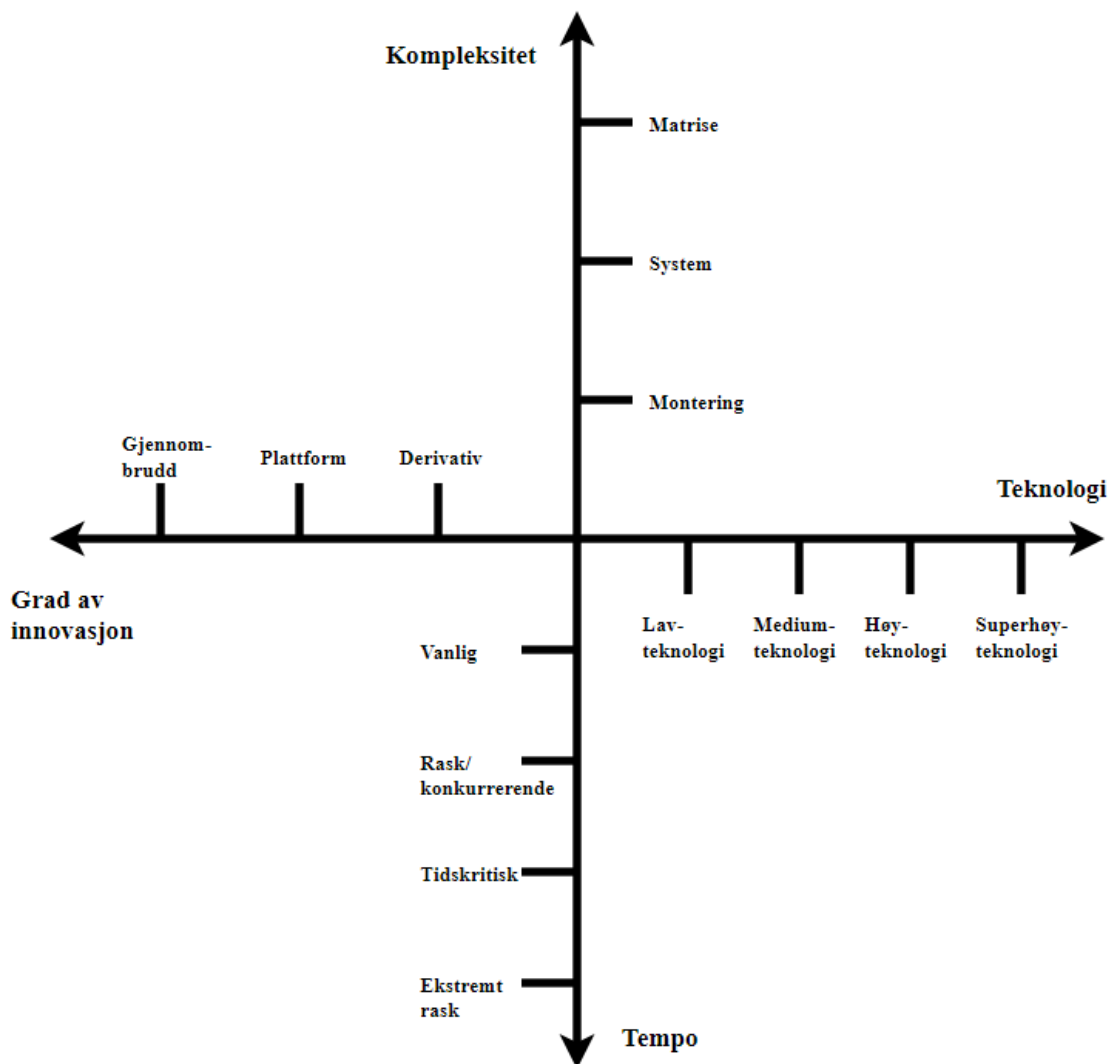 Kompleksitet
Matrise
System
Montering
Gjennom-
brudd
Plattform
Derivativ
Teknologi
Grad av
innovasjon
Lav-
teknologi
Medium-
teknologi
Høy-
teknologi
Superhøy-
teknologi
Vanlig
Rask/
konkurrerende
Tidskritisk
Ekstremt
rask
Tempo